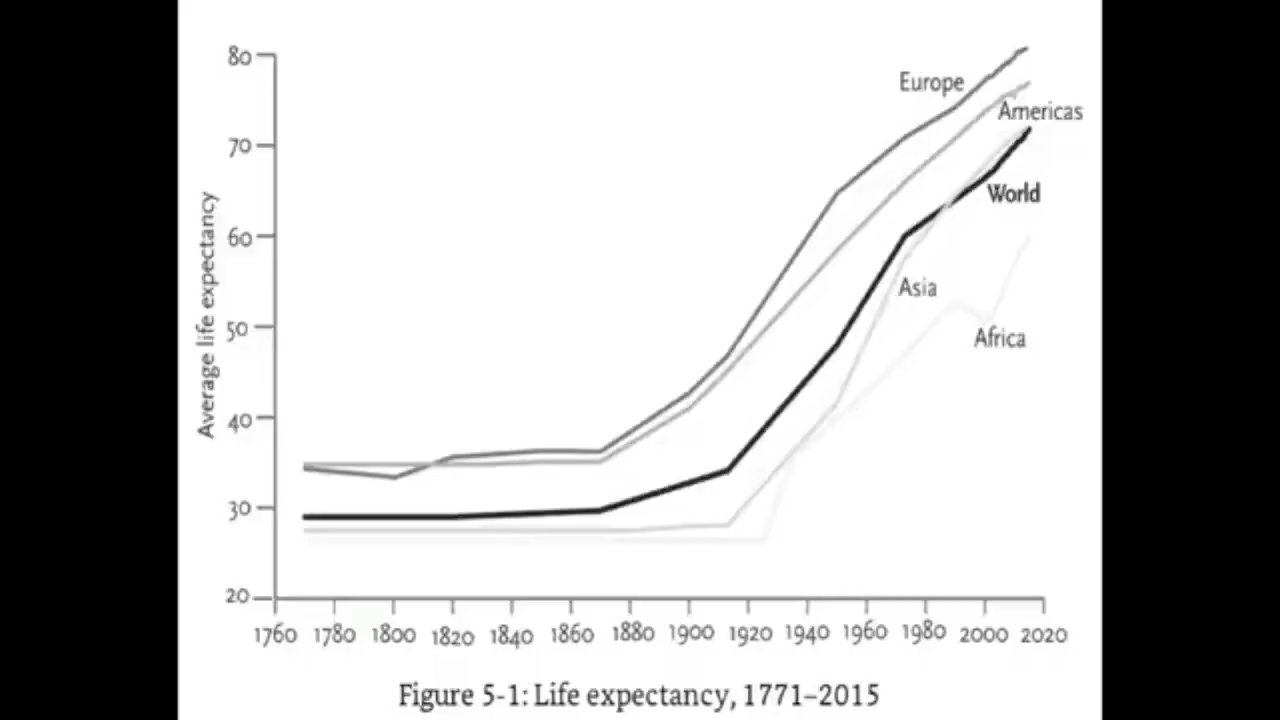 80
70
60
50
40
30
20
Average life expectancy
Europe
Americas
World
Asia
Africa
1760 1780 1800 1820 1840 1860 1880 1900 1920 1940 1960 1980 2000 2020
Figure 5-1: Life expectancy, 1771–2015